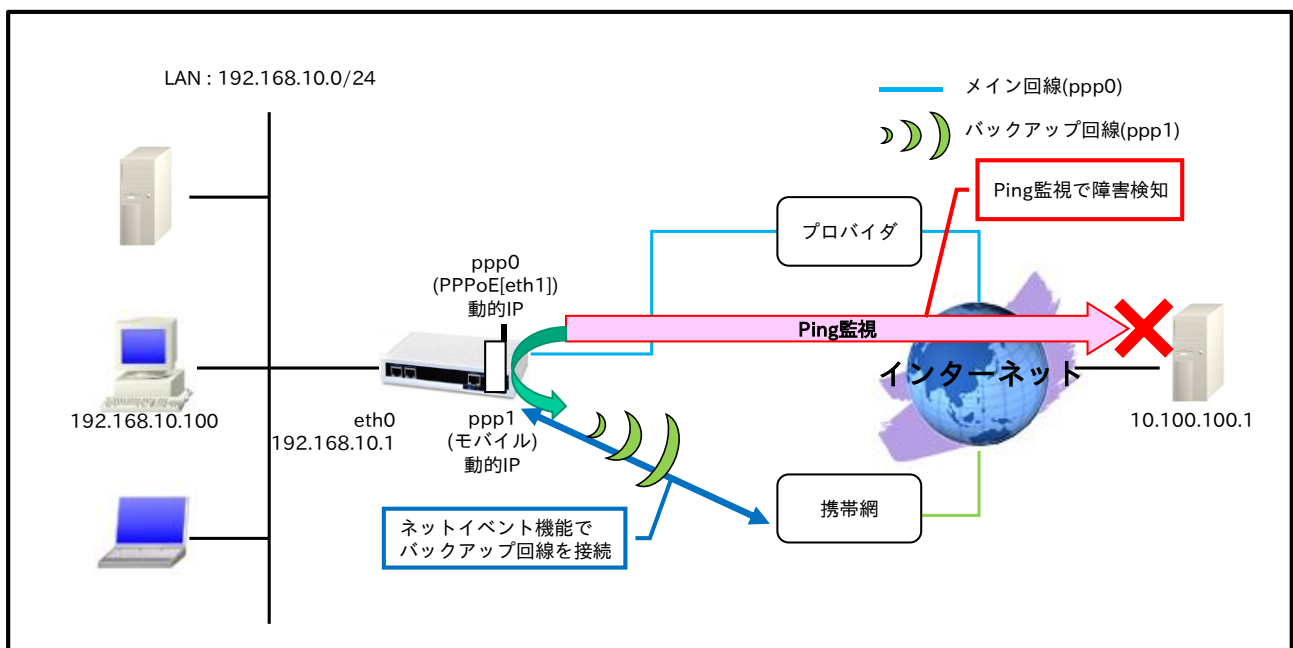 LAN : 192.168.10.0/24
メイン回線(ppp0)
バックアップ回線(ppp1)
Ping監視で障害検知
プロバイダ
ppp0
(PPPoE[eth1])
動的IP
Ping監視
インターネット
192.168.10.100
eth0
192.168.10.1
ppp1
(モバイル)
動的IP
10.100.100.1
携帯網
ネットイベント機能で
バックアップ回線を接続